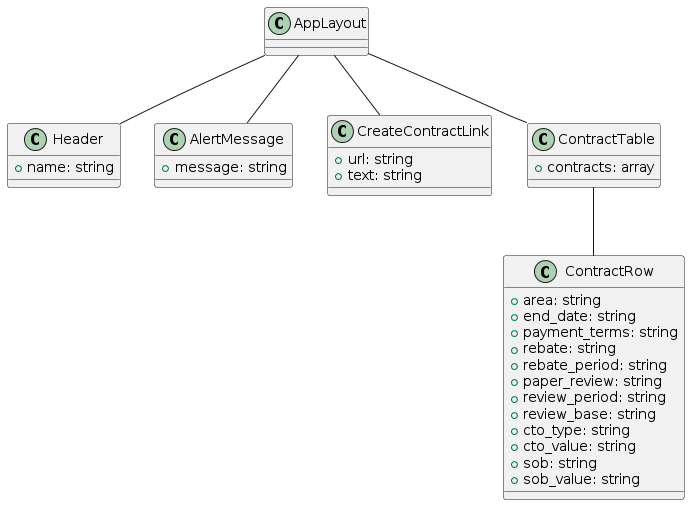 C AppLayout
C Header
+ name: string
C AlertMessage
+ message: string
C CreateContractLink
+ url: string
+ text: string
C ContractTable
+ contracts: array
C ContractRow
+ area: string
+ end_date: string
+ payment_terms: string
+ rebate: string
+ rebate_period: string
+ paper_review: string
+ review_period: string
+ review_base: string
+ cto_type: string
+ cto_value: string
+ sob: string
+ sob_value: string